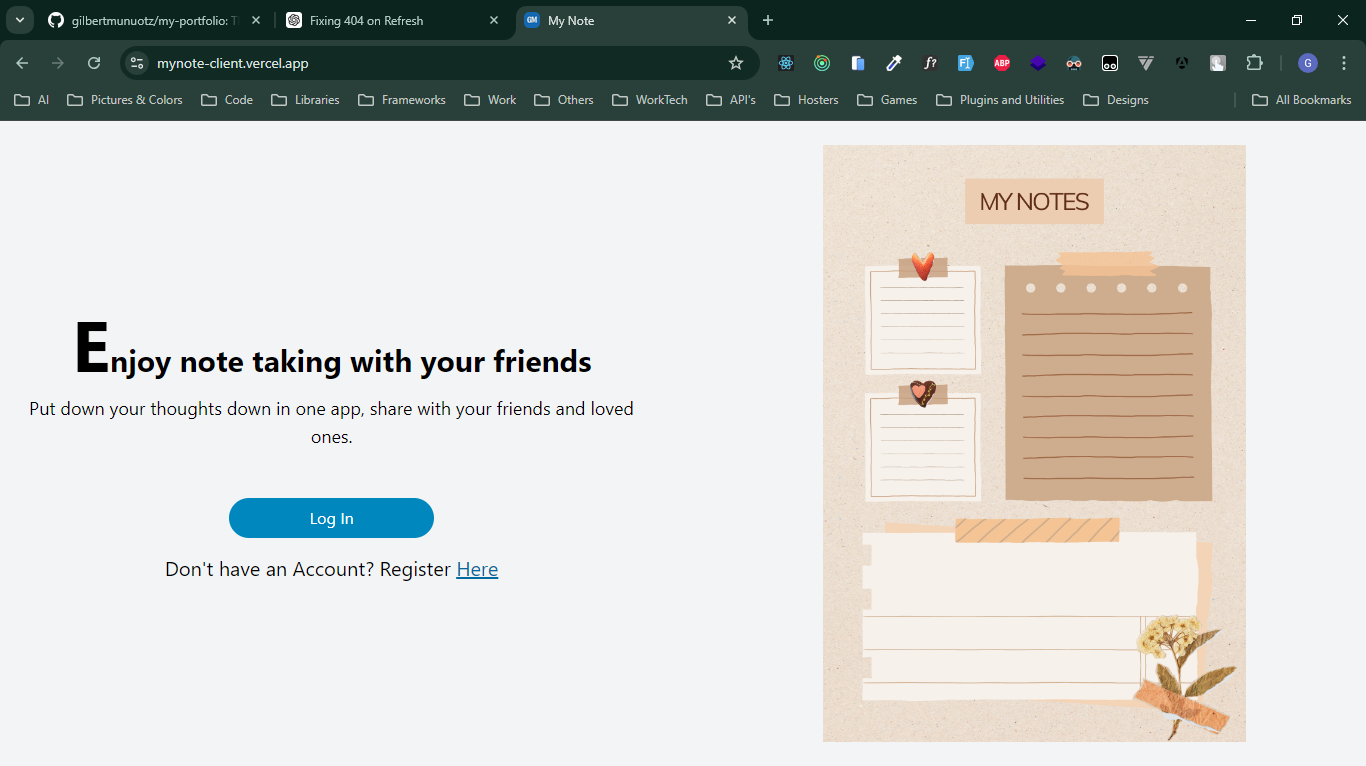 gilbertmunuotz/my-portfolio: T
Fixing 404 on Refresh
GM My Note
mynote-client.vercel.app
f? ABP G
AI Pictures & Colors Code Libraries Frameworks Work Others WorkTech API's Hosters Games Plugins and Utilities Designs All Bookmarks
MY NOTES
Enjoy note taking with your friends
Put down your thoughts down in one app, share with your friends and loved
ones.
Log In
Don't have an Account? Register Here